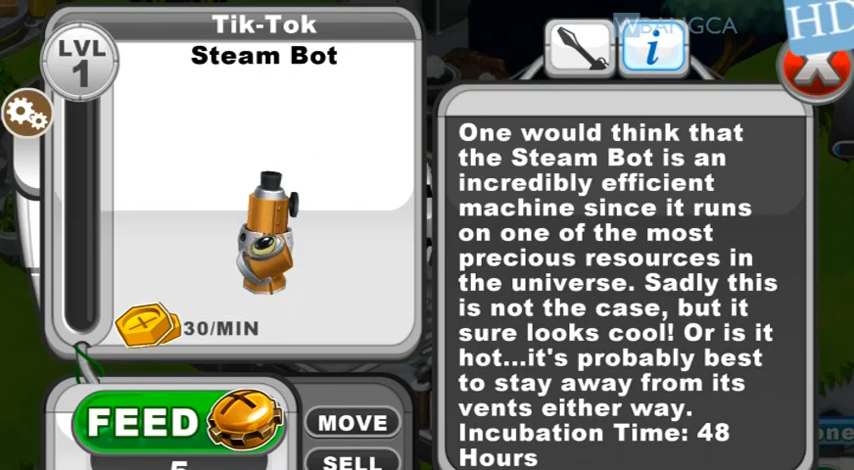 Tik-Tok
Steam Bot
LVL
1
30/MIN
FEED
5
MOVE
SELL
WBANGCA
HD
i
One would think that
the Steam Bot is an
incredibly efficient
machine since it runs
on one of the most
precious resources in
the universe. Sadly this
is not the case, but it
sure looks cool! Or is it
hot...it's probably best
to stay away from its
vents either way.
Incubation Time: 48
Hours